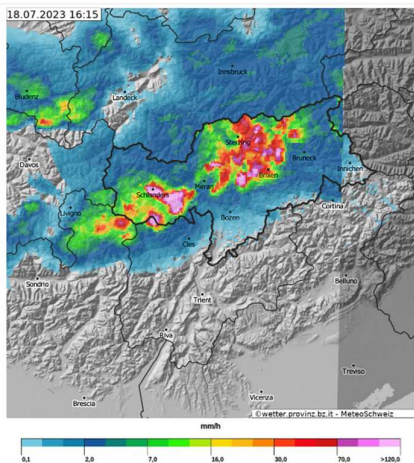 18.07.2023 16:15
Innsbruck
Bludenz
Landeck
Sterzing
Bruneck
Davos
Innichen
Brixen
Meran
Schlanders
Livigno
Cortina
Bozen
Cles
Sondrio
Belluno
Trient
Riva
Treviso
Brescia
Vicenza
©wetter.provinz.bz.it - MeteoSchweiz
mm/h
0,1 2,0 7,0 16,0 30,0 70,0 >120,0